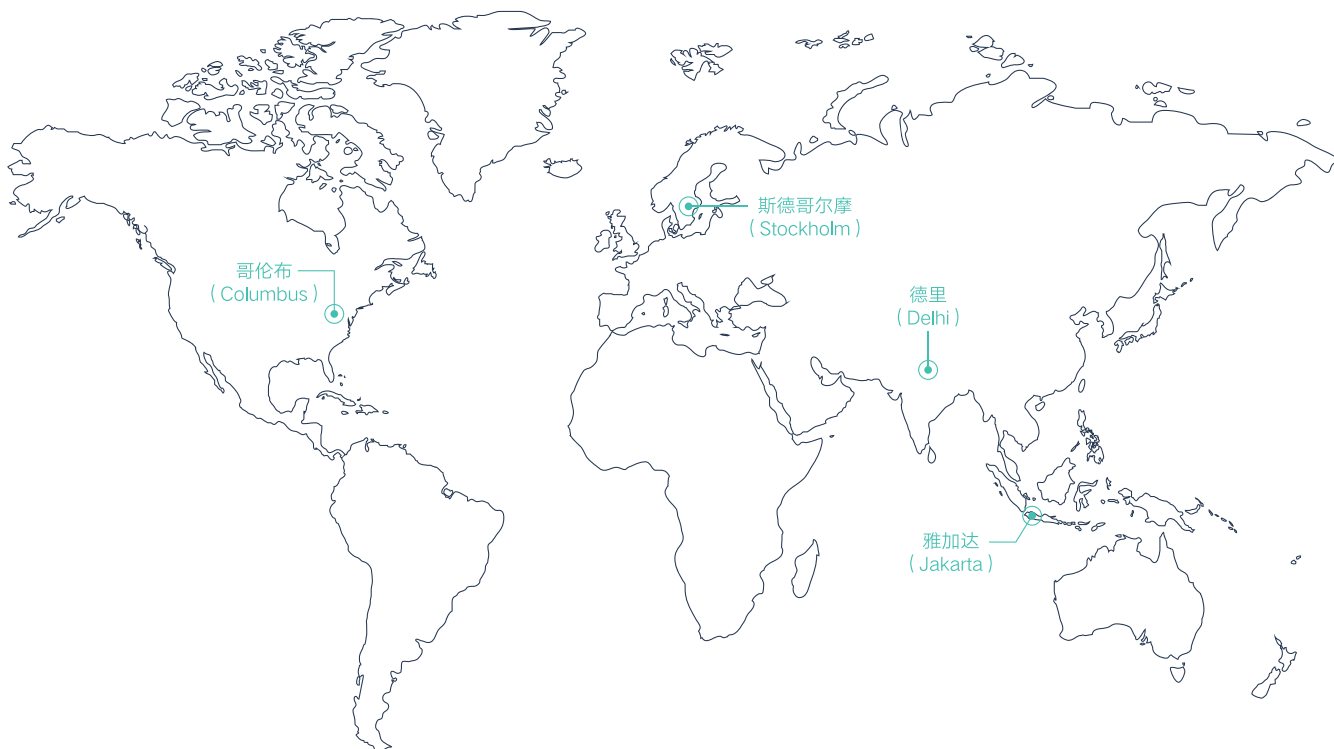 斯德哥尔摩
( Stockholm )
哥伦布
( Columbus )
德里
( Delhi )
雅加达
( Jakarta )